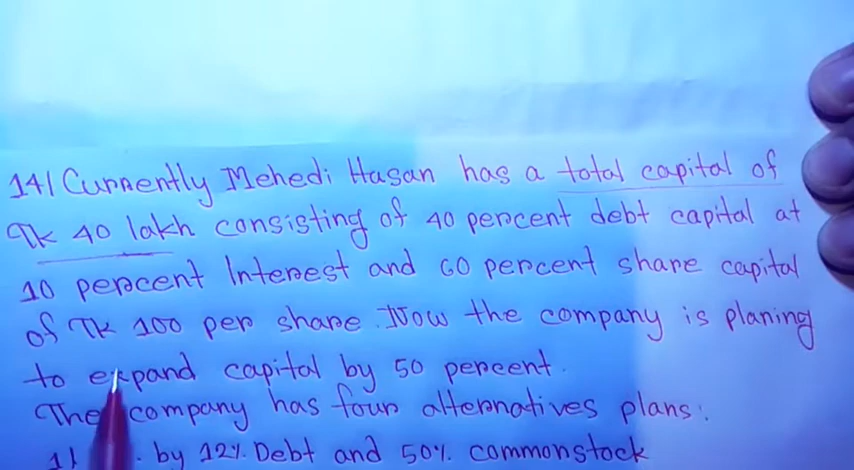 14/ Currently Mehedi Hasan has a total capital of
Tk 40 lakh consisting of 40 percent debt capital at
10 percent Interest and 60 percent share capital
of Tk 100 per share. Now the company is planing
to expand capital by 50 percent.
The company has four alternatives plans:
1) by 12% Debt and 50% commonstock